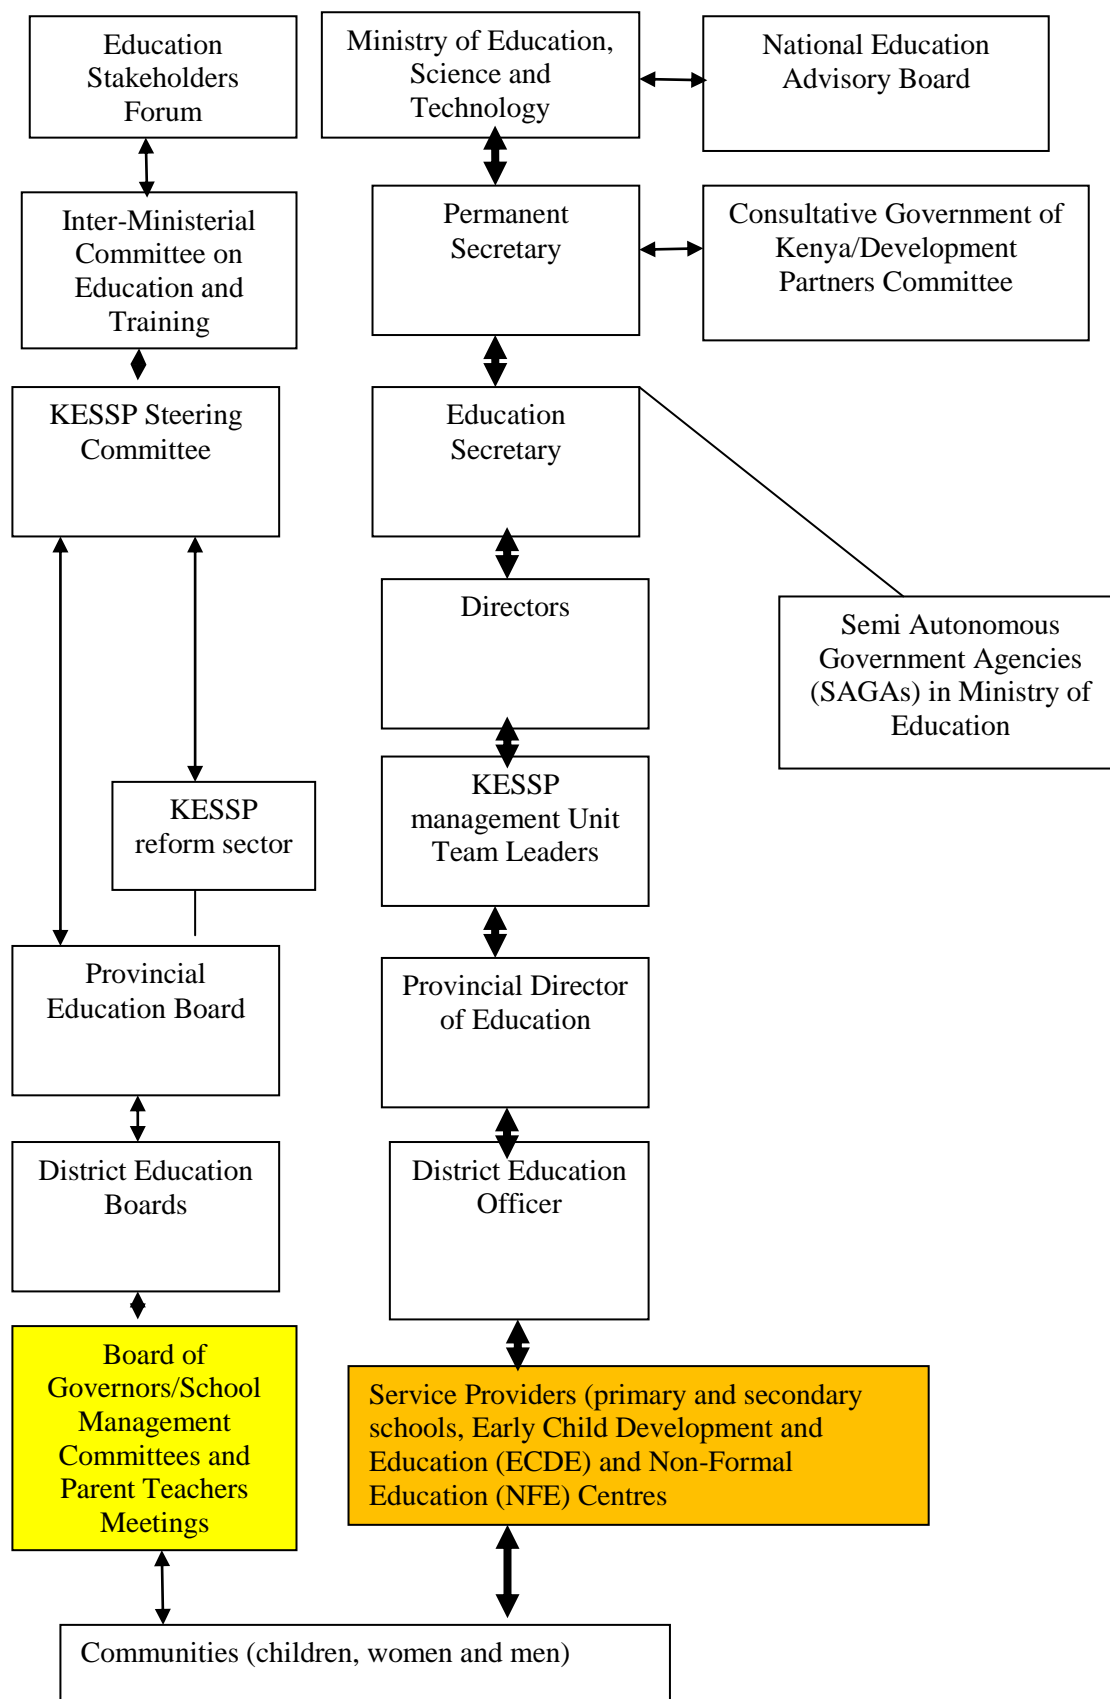 Education
Stakeholders
Forum
Ministry of Education,
Science and
Technology
National Education
Advisory Board
Inter-Ministerial
Committee on
Education and
Training
Permanent
Secretary
Consultative Government of
Kenya/Development
Partners Committee
KESSP Steering
Committee
Education
Secretary
Directors
Semi Autonomous
Government Agencies
(SAGAs) in Ministry of
Education
KESSP
reform sector
KESSP
management Unit
Team Leaders
Provincial
Education Board
Provincial Director
of Education
District Education
Boards
District Education
Officer
Board of
Governors/School
Management
Committees and
Parent Teachers
Meetings
Service Providers (primary and secondary
schools, Early Child Development and
Education (ECDE) and Non-Formal
Education (NFE) Centres
Communities (children, women and men)